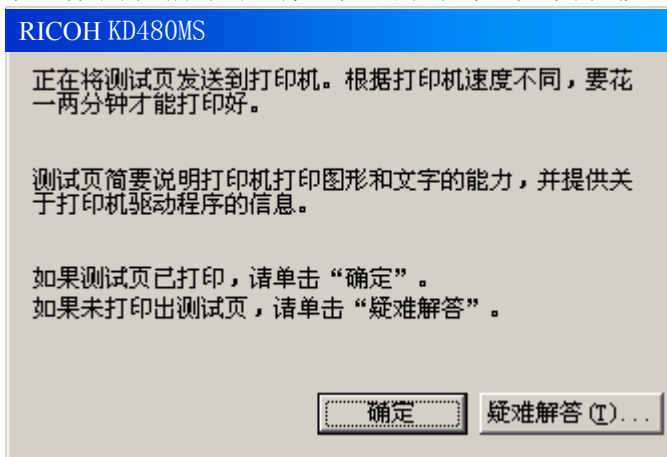 RICOH KD480MS
正在将测试页发送到打印机。根据打印机速度不同，要花
一两分钟才能打印好。
测试页简要说明打印机打印图形和文字的能力，并提供关
于打印机驱动程序的信息。
如果测试页已打印，请单击“确定”。
如果未打印出测试页，请单击“疑难解答”。
确定
疑难解答(T)...